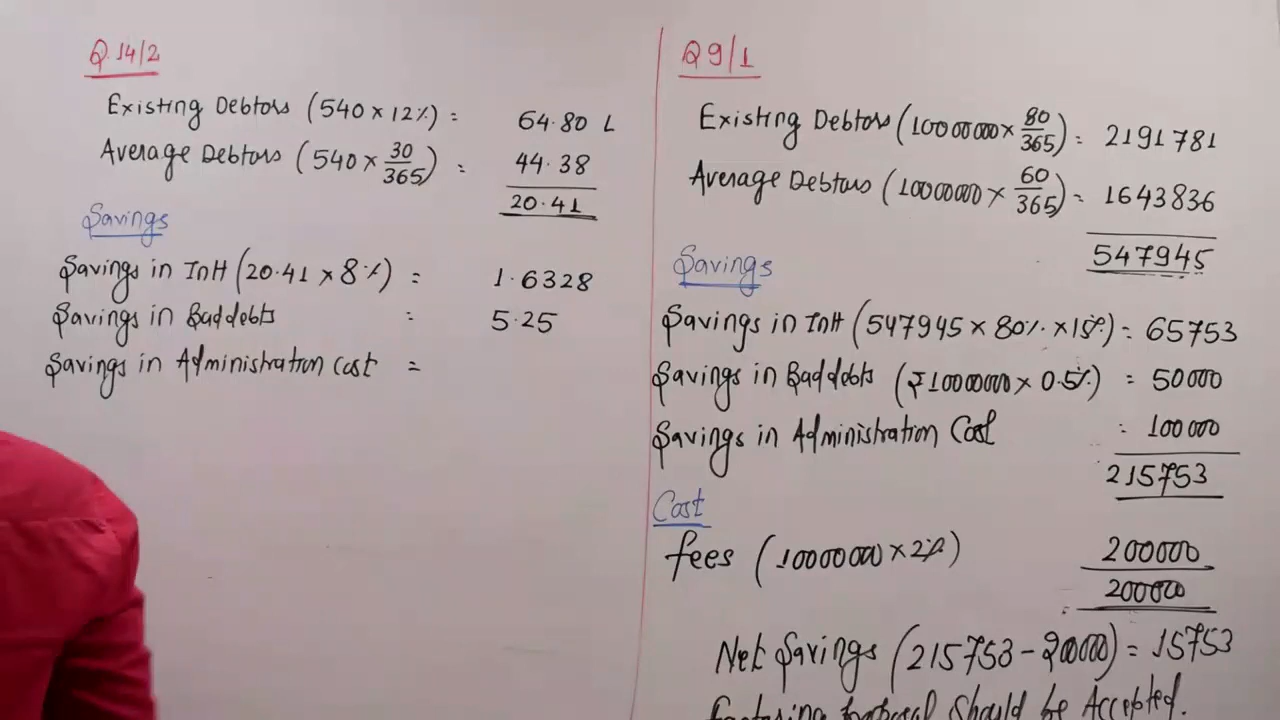 Q.14/2
Existing Debtors (540 × 12%) = 64.80 L
Average Debtors (540 × 30/365) = 44.38
20.41
Savings
Savings in InH (20.41 × 8%) = 1.6328
Savings in Baddebts : 5.25
Savings in Administration Cost =
Q 9/1
Existing Debtors (10000000 × 80/365) = 2191781
Average Debtors (10000000 × 60/365) = 1643836
547945
Savings
Savings in InH (547945 × 80% × 15%) = 65753
Savings in Baddebts (₹10000000 × 0.5%) = 50000
Savings in Administration Cost = 100000
215753
Cost
fees (10000000 × 2%) 200000
200000
Net Savings (215753 - 200000) = 15753
Factoring Proposal Should be Accepted.